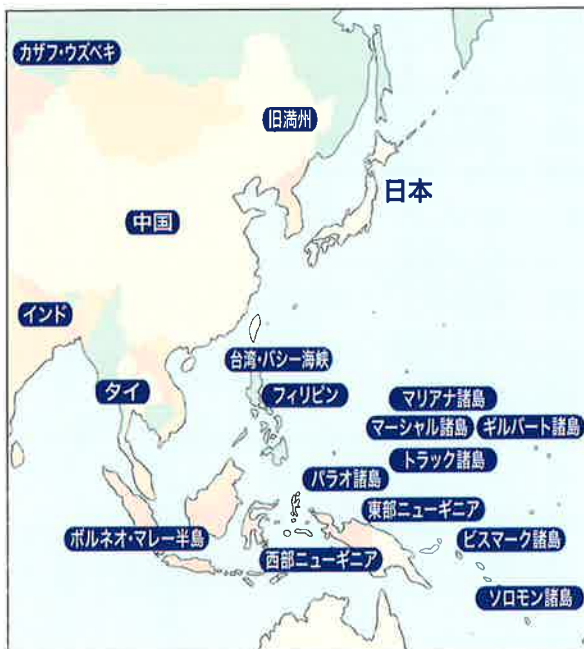 カザフ・ウズベキ
旧満州
日本
中国
インド
台湾・バシー海峡
タイ
フィリピン
マリアナ諸島
マーシャル諸島
ギルバート諸島
トラック諸島
パラオ諸島
東部ニューギニア
ボルネオ・マレー半島
ビスマーク諸島
西部ニューギニア
ソロモン諸島